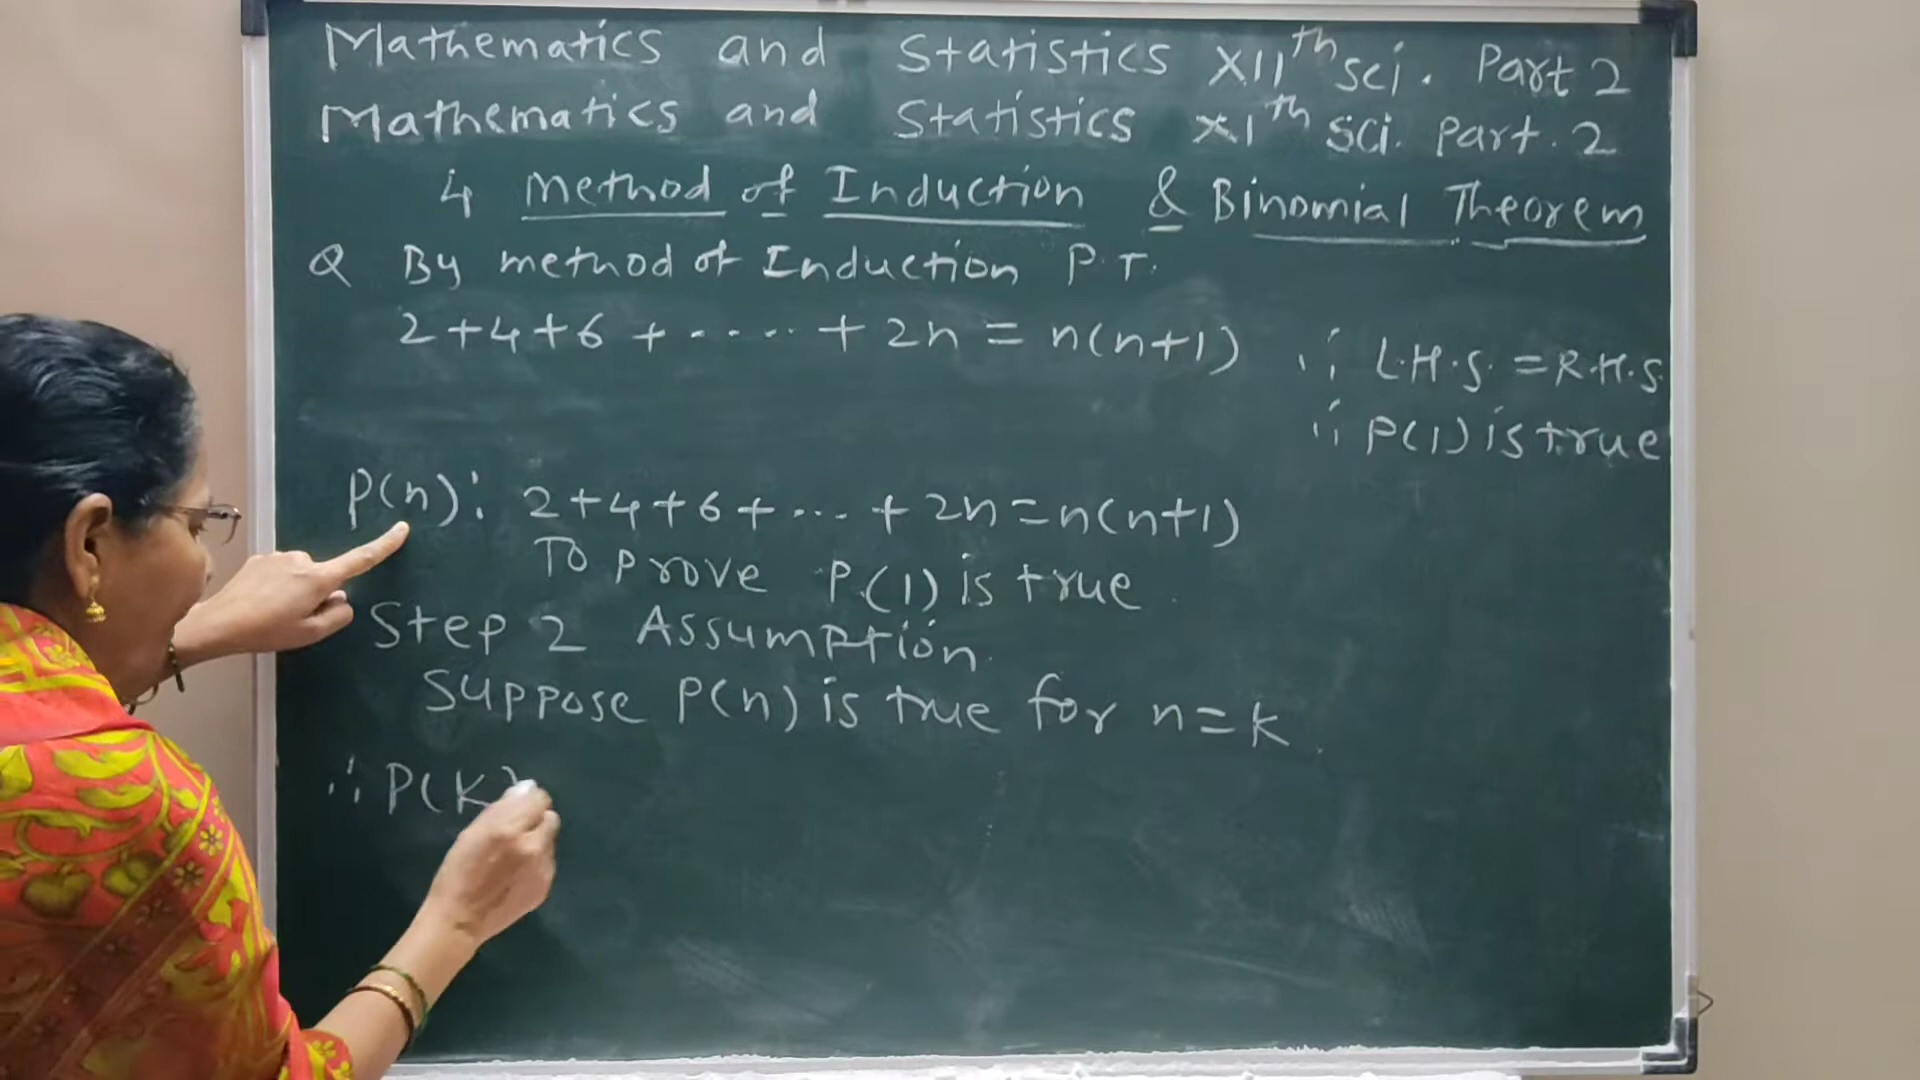 Mathematics and Statistics XIIth sci. Part 2
Mathematics and Statistics XIth sci. Part. 2
4 Method of Induction & Binomial Theorem
Q By method of Induction P.T.
2+4+6+.....+2n=n(n+1)
∴ L.H.S.=R.H.S.
∴ P(1) is true
P(n): 2+4+6+...+2n=n(n+1)
To prove P(1) is true.
Step 2 Assumption.
Suppose P(n) is true for n=k.
∴ P(k)